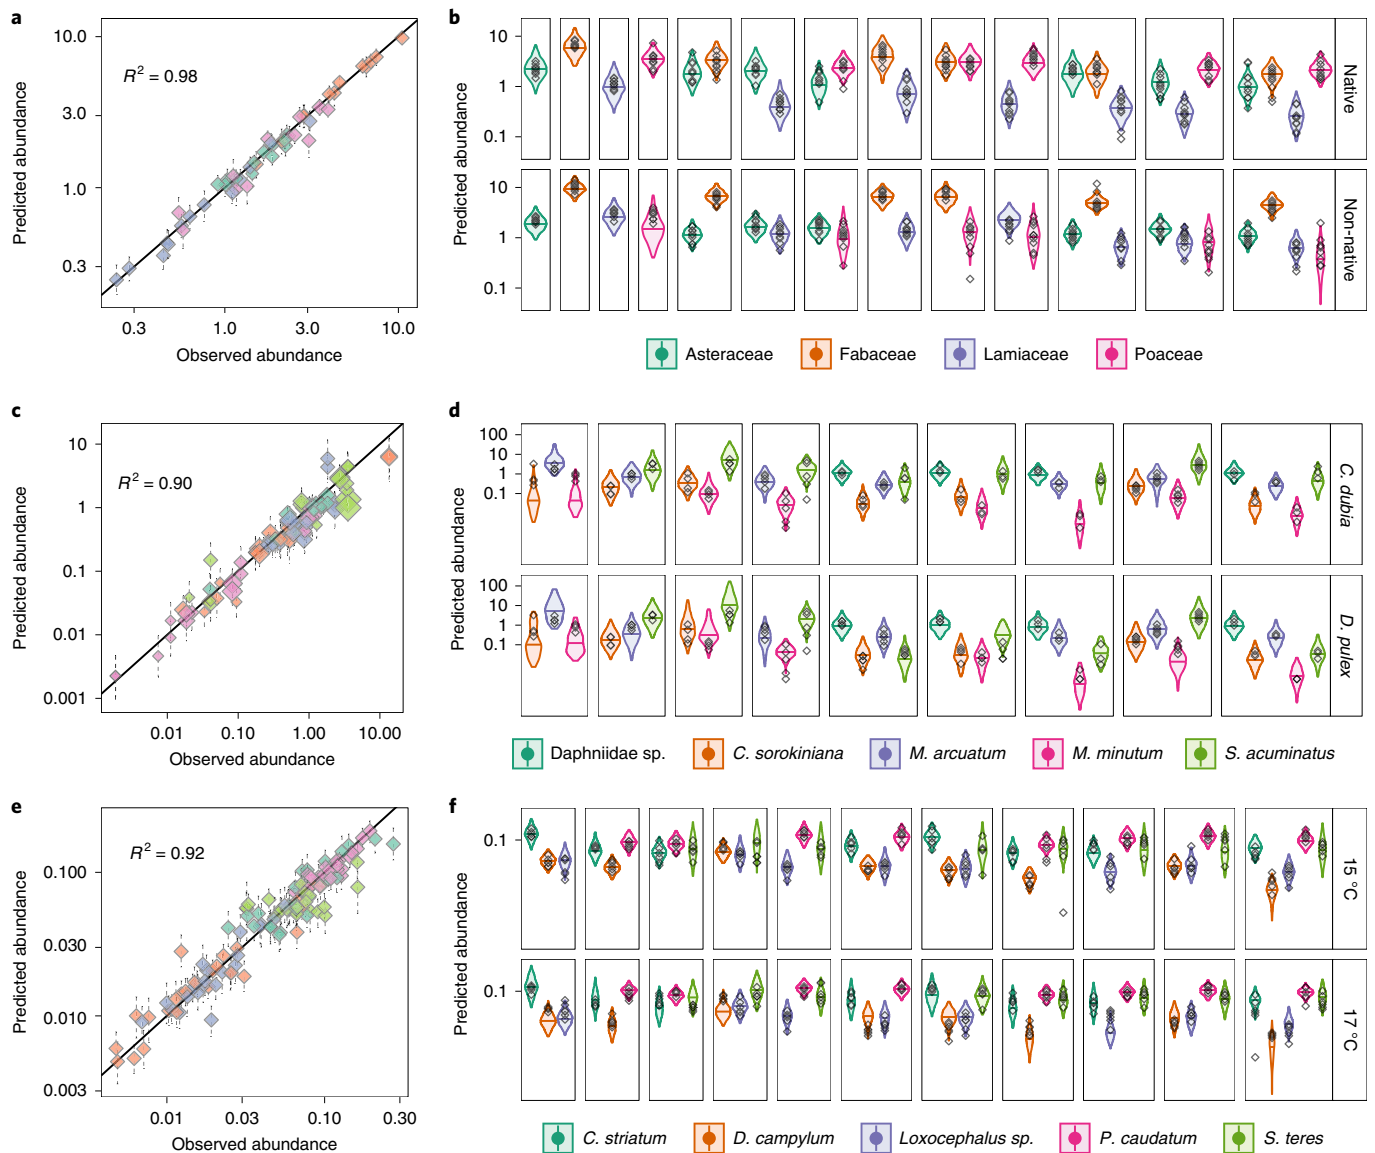 a
10.0
3.0
1.0
0.3
Predicted abundance
R² = 0.98
0.3 1.0 3.0 10.0
Observed abundance
b
Predicted abundance
10
1
0.1
Native
10
1
0.1
Non-native
Asteraceae Fabaceae Lamiaceae Poaceae
c
10
1
0.1
0.01
0.001
Predicted abundance
R² = 0.90
0.01 0.10 1.00 10.00
Observed abundance
d
Predicted abundance
100
10
1
0.1
C. dubia
100
10
1
0.1
D. pulex
Daphniidae sp. C. sorokiniana M. arcuatum M. minutum S. acuminatus
e
0.100
0.030
0.010
0.003
Predicted abundance
R² = 0.92
0.01 0.03 0.10 0.30
Observed abundance
f
Predicted abundance
0.1
15 °C
0.1
17 °C
C. striatum D. campylum Loxocephalus sp. P. caudatum S. teres